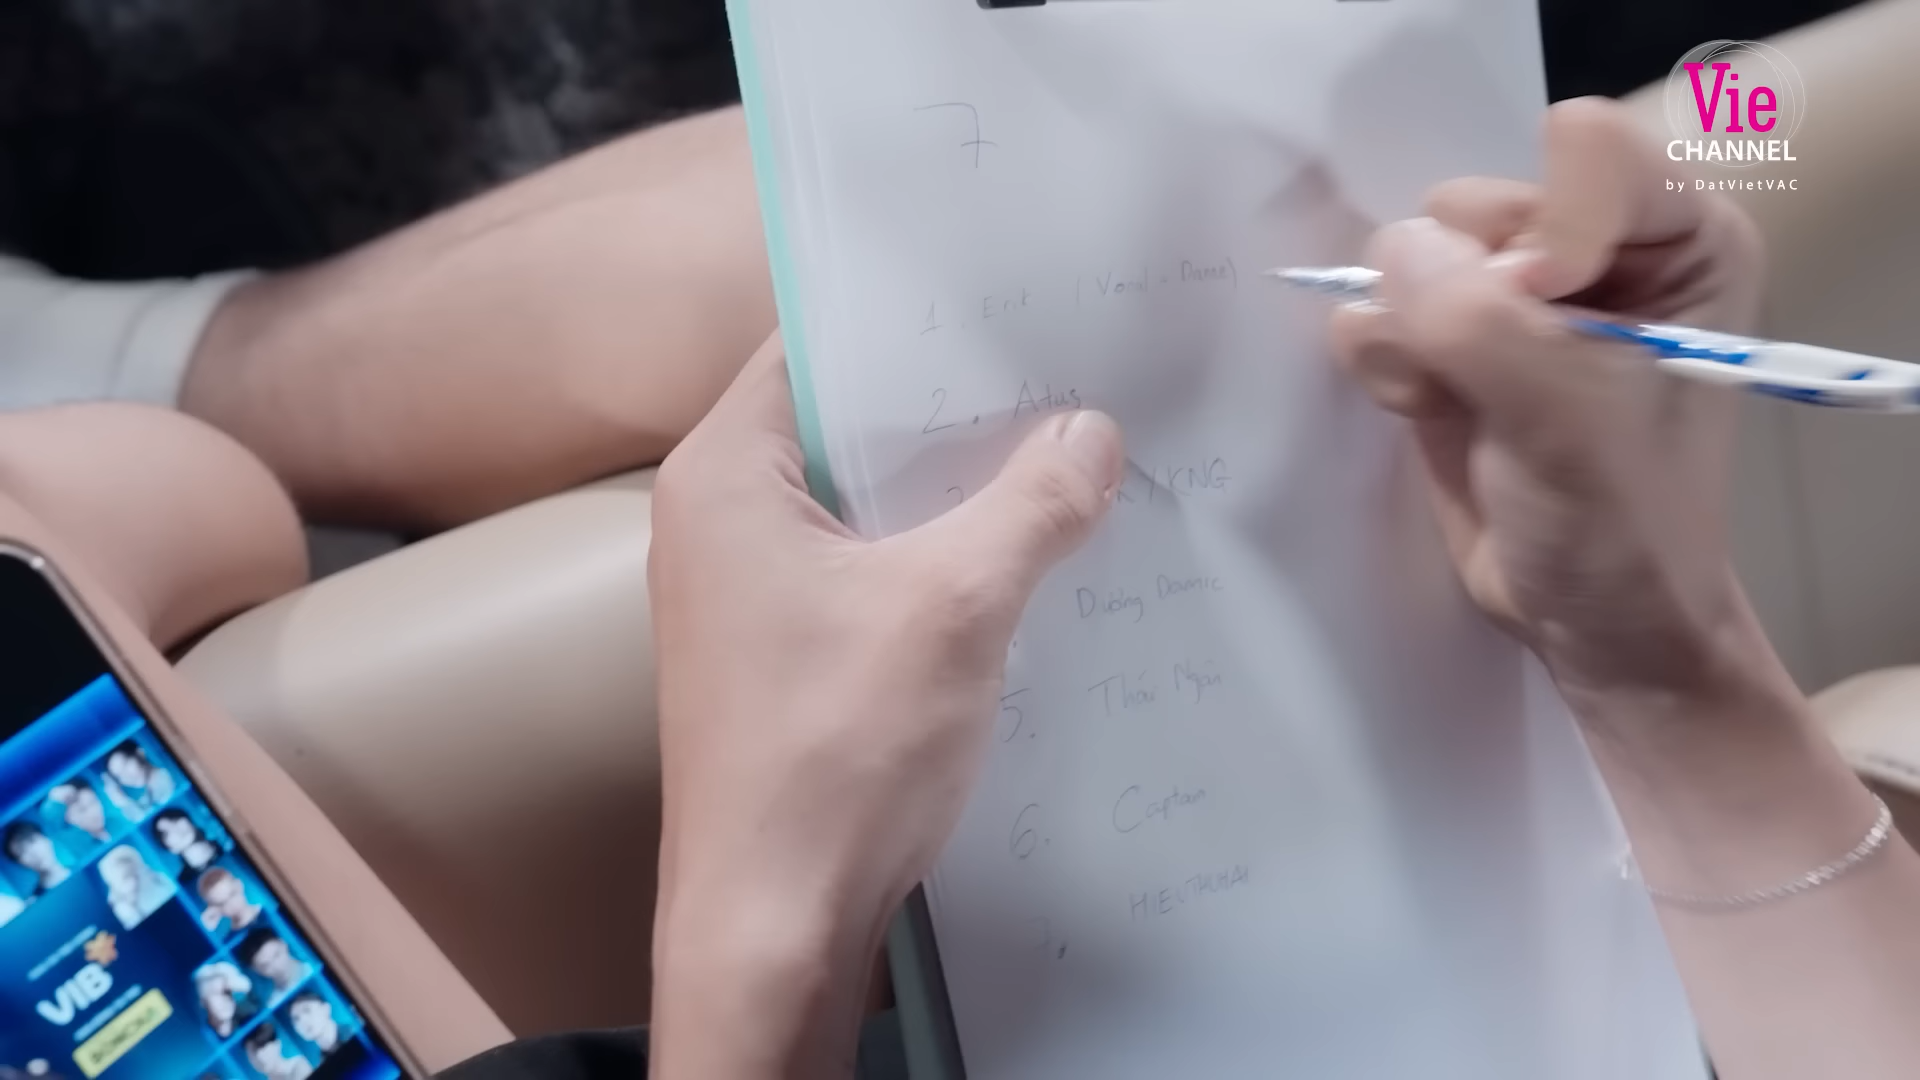 Vie
CHANNEL
by DatVietVAC
7
1. Erik (Vocal - Dance)
2. Atus
KNG
Dương Domic
5. Thái Ngân
6. Captain
7. HIEUTHUHAI
VIB